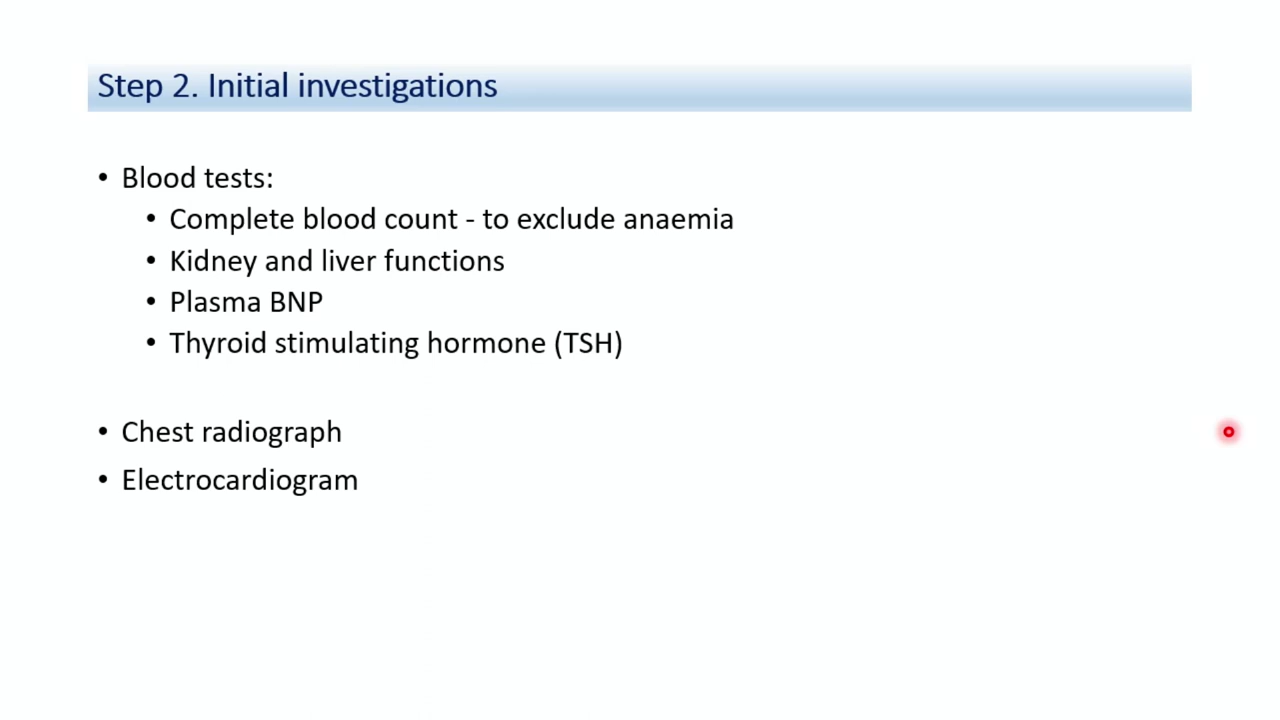 Step 2. Initial investigations
• Blood tests:
• Complete blood count - to exclude anaemia
• Kidney and liver functions
• Plasma BNP
• Thyroid stimulating hormone (TSH)
• Chest radiograph
• Electrocardiogram